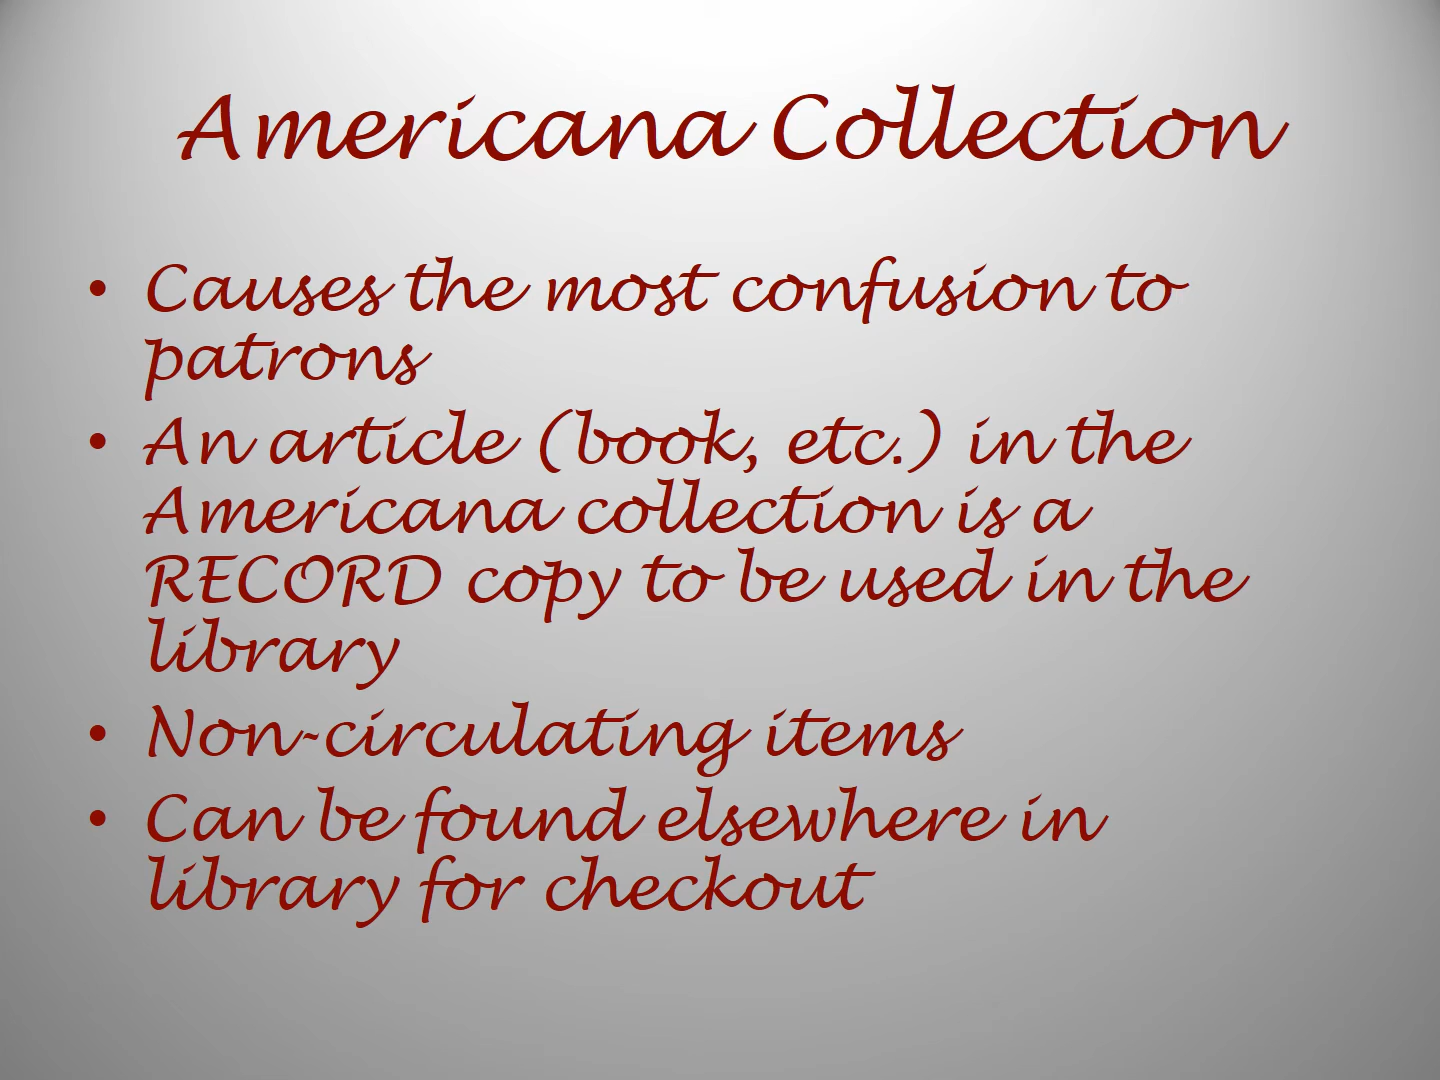 Americana Collection
• Causes the most confusion to
patrons
• An article (book, etc.) in the
Americana collection is a
RECORD copy to be used in the
library
• Non-circulating items
• Can be found elsewhere in
library for checkout